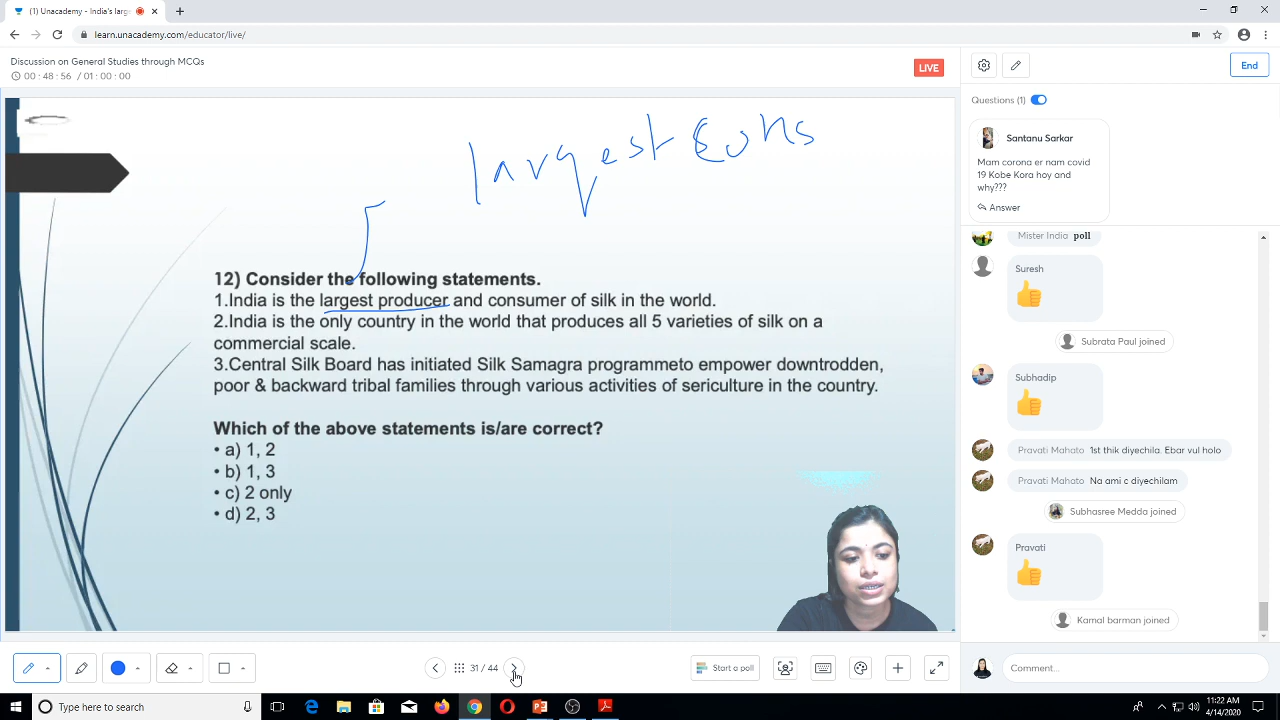 (1) Unacademy - India's larg
learn.unacademy.com/educator/live/
Discussion on General Studies through MCQs
00 : 48 : 56 / 01 : 00 : 00
LIVE
End
Questions (1)
Santanu Sarkar
Mam corona er nam covid
19 Kobe Kora hoy and
why???
Answer
largest cons
12) Consider the following statements.
1.India is the largest producer and consumer of silk in the world.
2.India is the only country in the world that produces all 5 varieties of silk on a
commercial scale.
3.Central Silk Board has initiated Silk Samagra programmeto empower downtrodden,
poor & backward tribal families through various activities of sericulture in the country.
Which of the above statements is/are correct?
• a) 1, 2
• b) 1, 3
• c) 2 only
• d) 2, 3
Mister India poll
Suresh
Subrata Paul joined
Subhadip
Pravati Mahato 1st thik diyechila. Ebar vul holo
Pravati Mahato Na ami c diyechilam
Subhasree Medda joined
Pravati
Kamal barman joined
31 / 44
Start a poll
Comment...
Type here to search
11:22 AM
4/14/2020